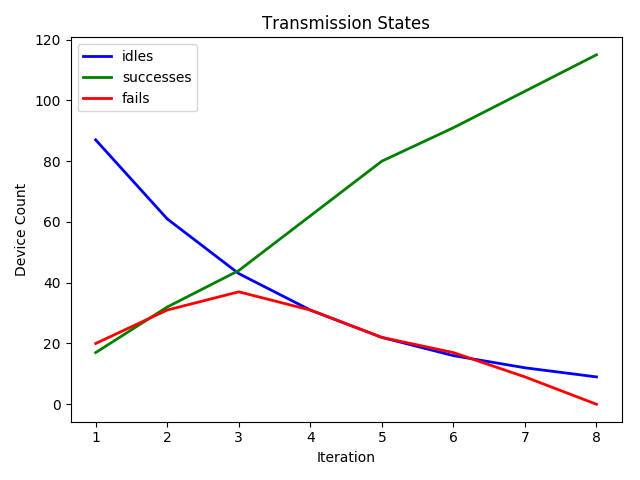 Transmission States
idles
successes
fails
Device Count
120
100
80
60
40
20
0
1 2 3 4 5 6 7 8
Iteration